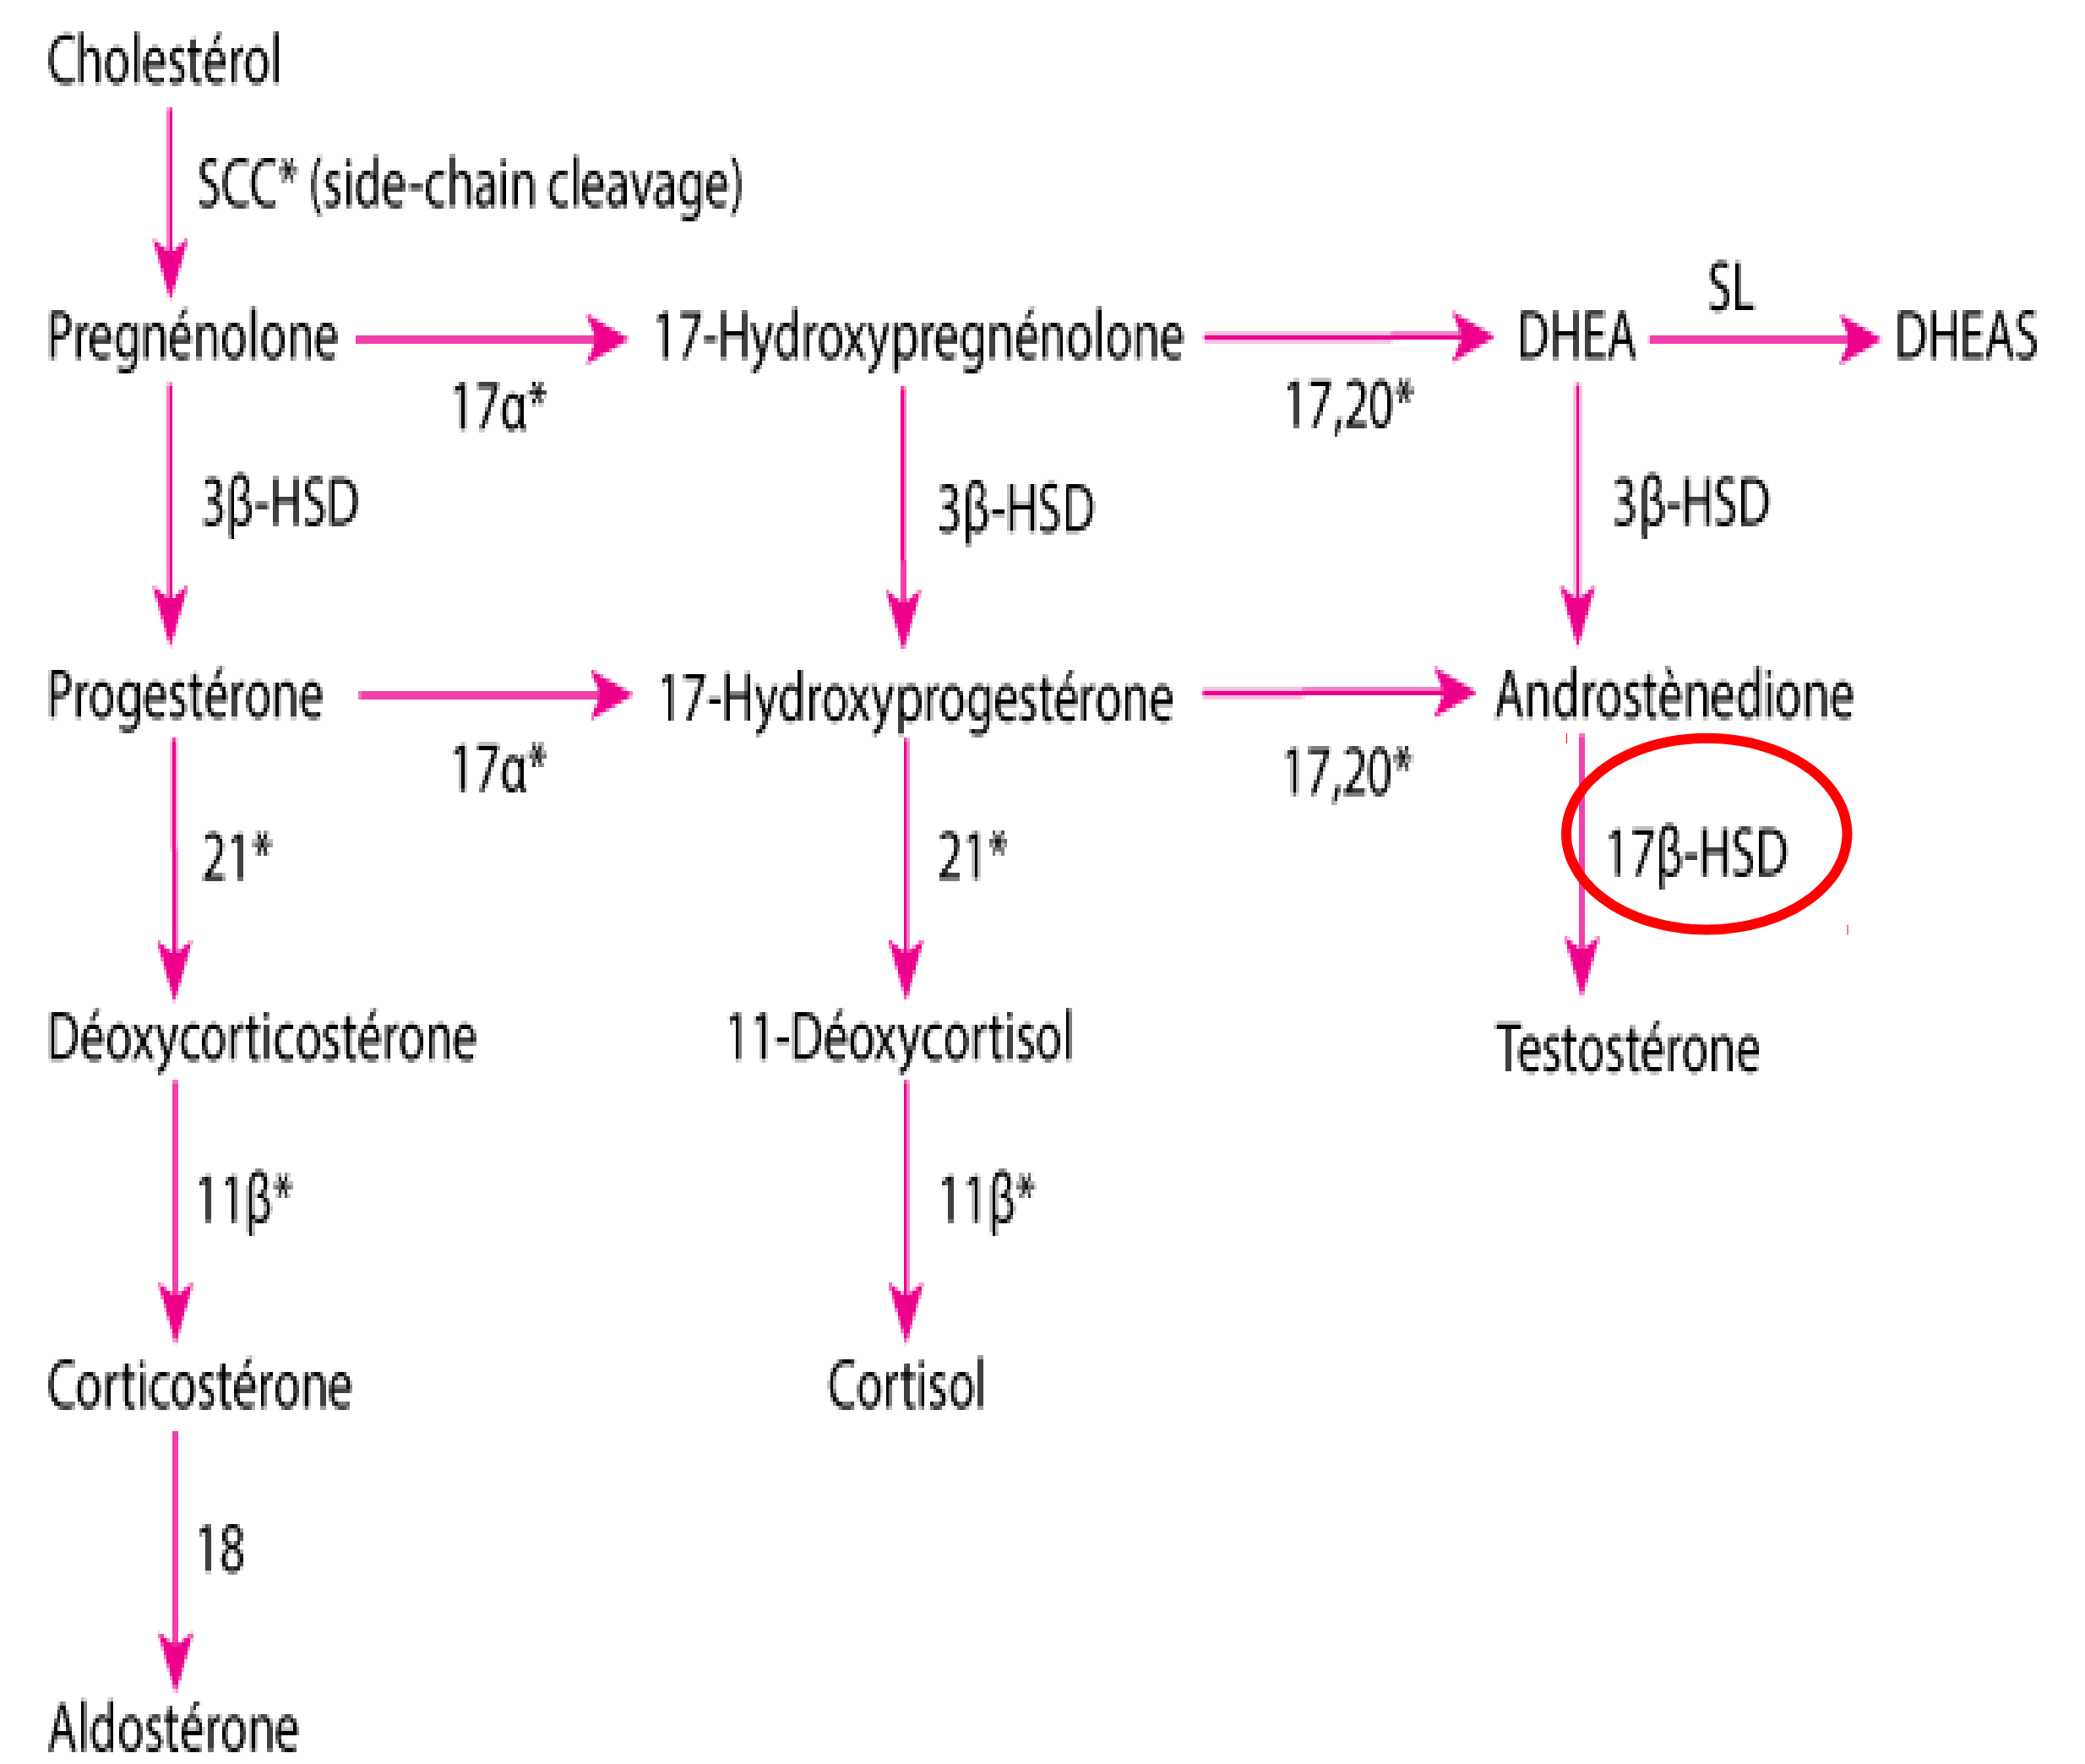 Cholestérol
SCC* (side-chain cleavage)
SL
Pregnénolone 17-Hydroxypregnénolone DHEA DHEAS
17α* 17,20*
3β-HSD 3β-HSD 3β-HSD
Progestérone 17-Hydroxyprogestérone Androstènedione
17α* 17,20*
21* 21* 17β-HSD
Déoxycorticostérone 11-Déoxycortisol Testostérone
11β* 11β*
Corticostérone Cortisol
18
Aldostérone